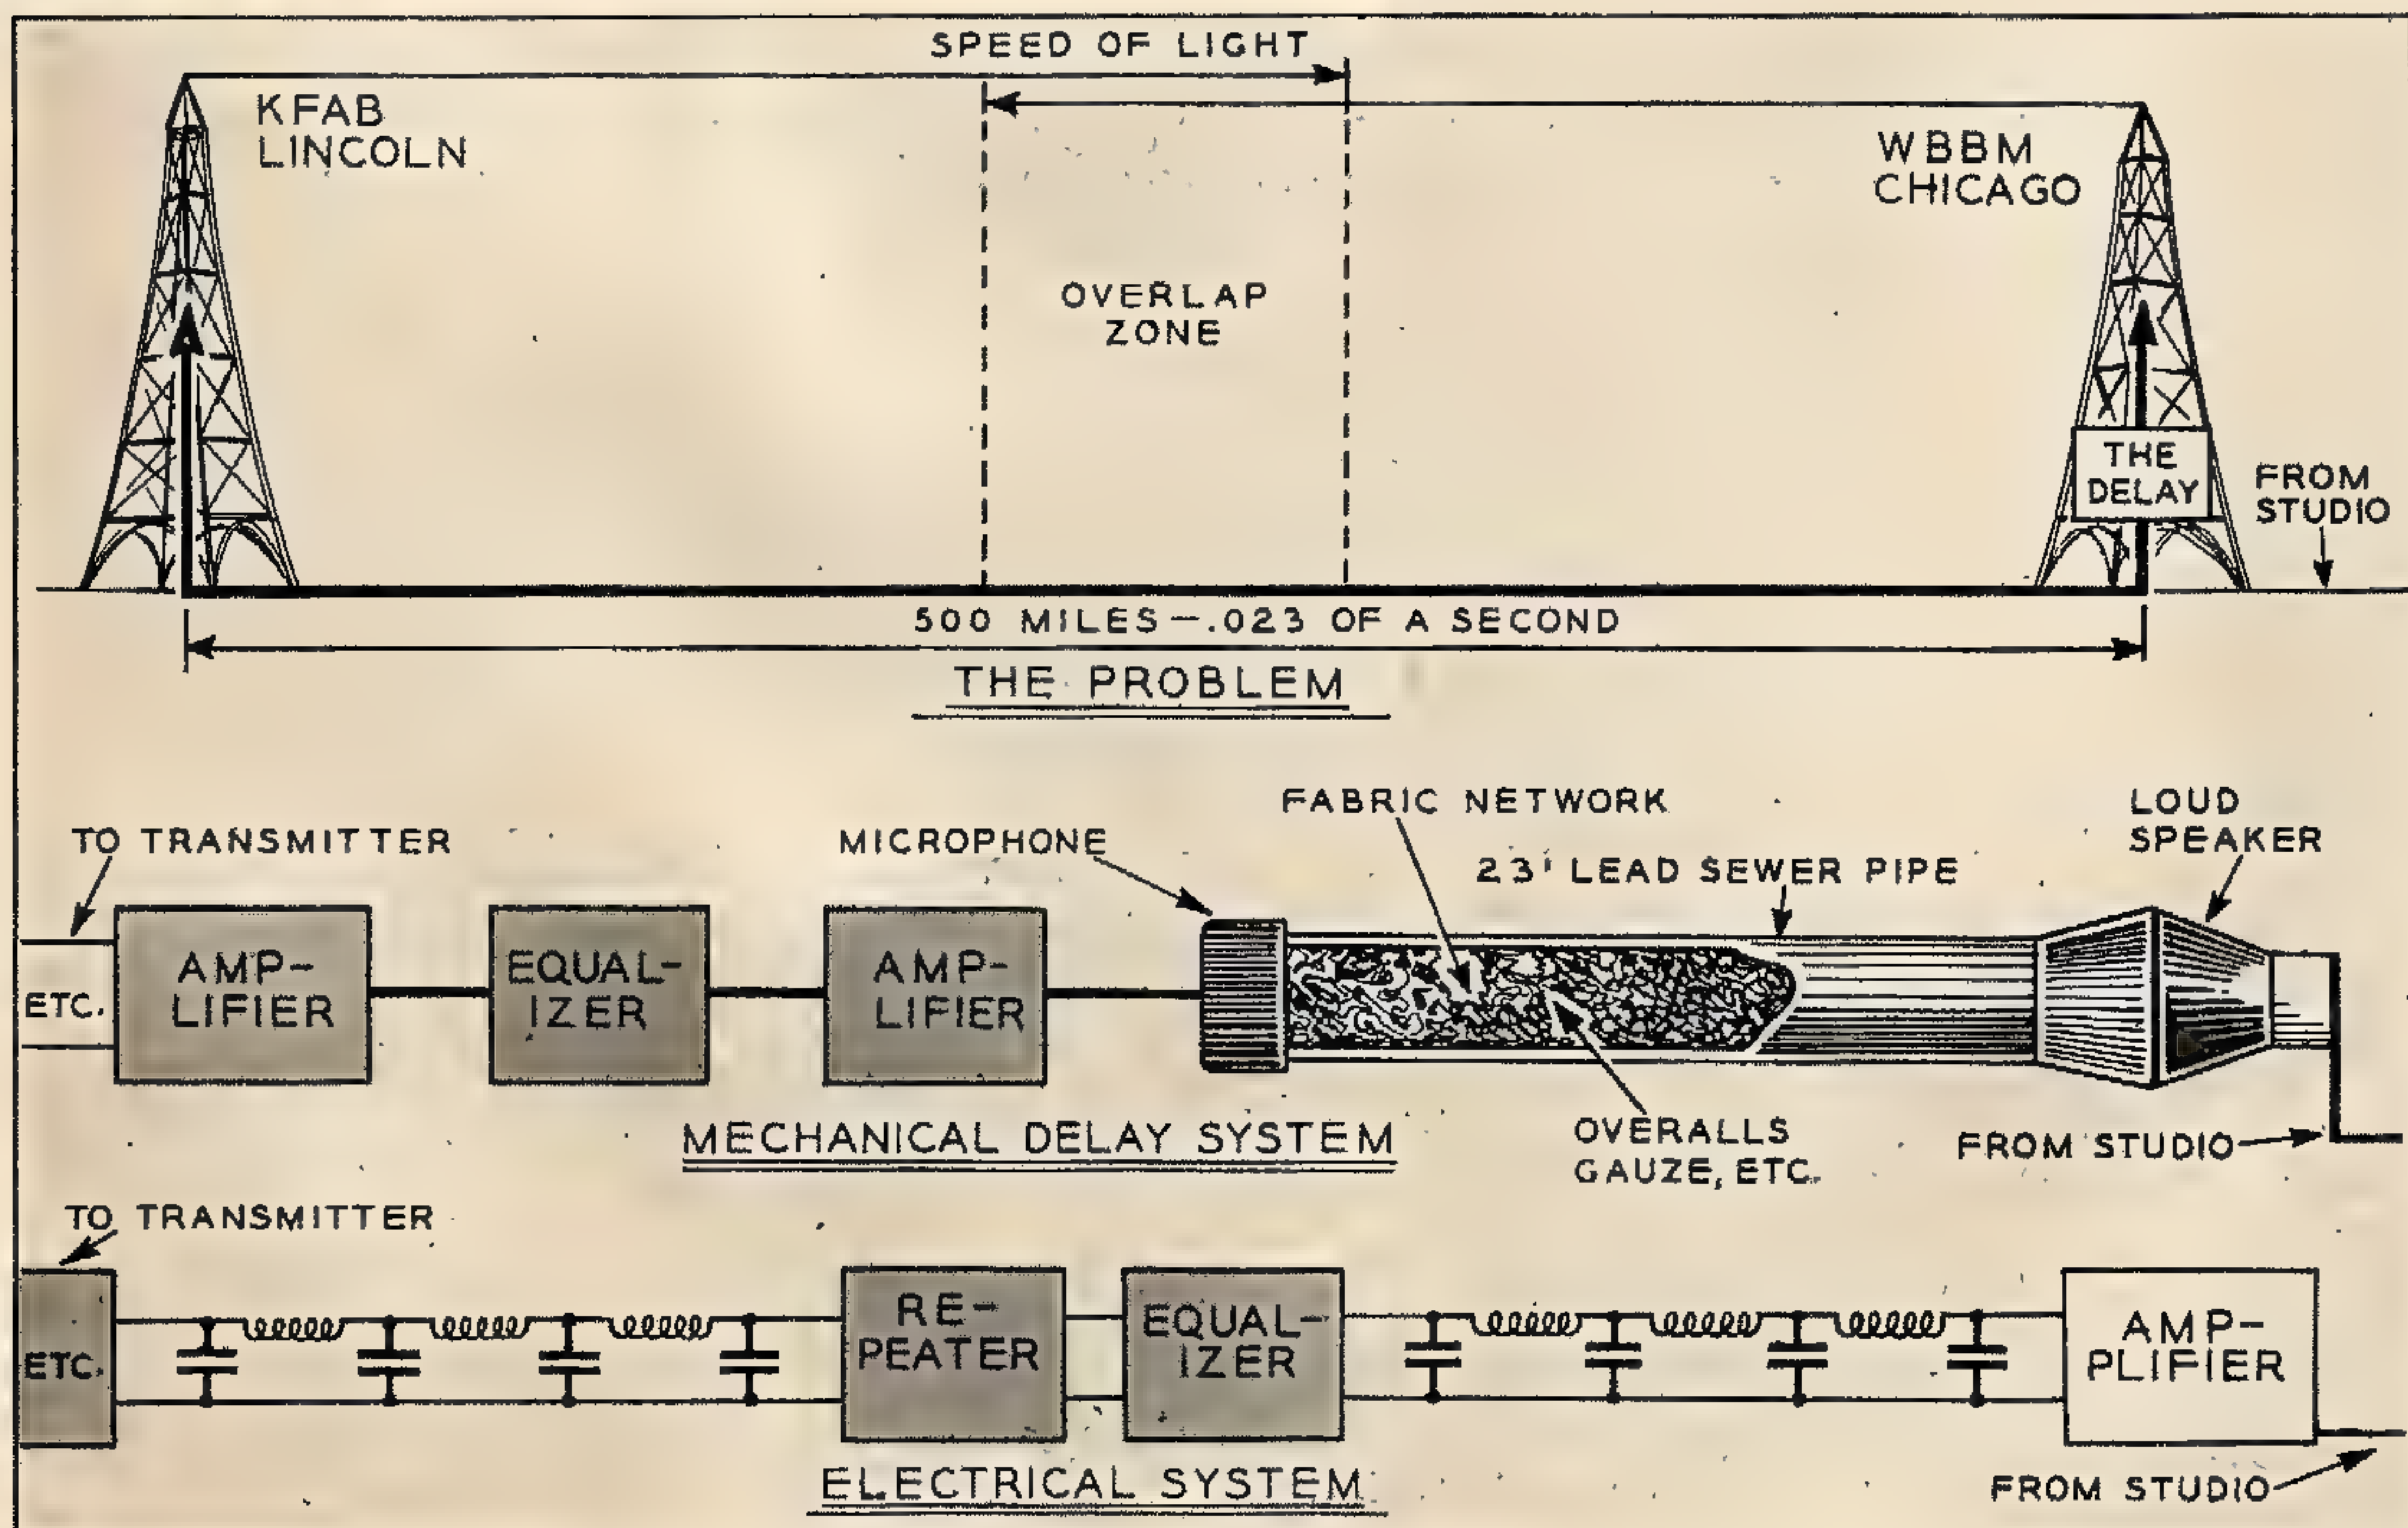 SPEED OF LIGHT
KFAB
LINCOLN
WBBM
CHICAGO
OVERLAP
ZONE
THE
DELAY
FROM
STUDIO
500 MILES—.023 OF A SECOND
THE PROBLEM
FABRIC NETWORK
LOUD
SPEAKER
TO TRANSMITTER
MICROPHONE
23' LEAD SEWER PIPE
ETC.
AMP-
LIFIER
EQUAL-
IZER
AMP-
LIFIER
MECHANICAL DELAY SYSTEM
OVERALLS
GAUZE, ETC.
FROM STUDIO
TO TRANSMITTER
ETC.
RE-
PEATER
EQUAL-
IZER
AMP-
PLIFIER
ELECTRICAL SYSTEM
FROM STUDIO